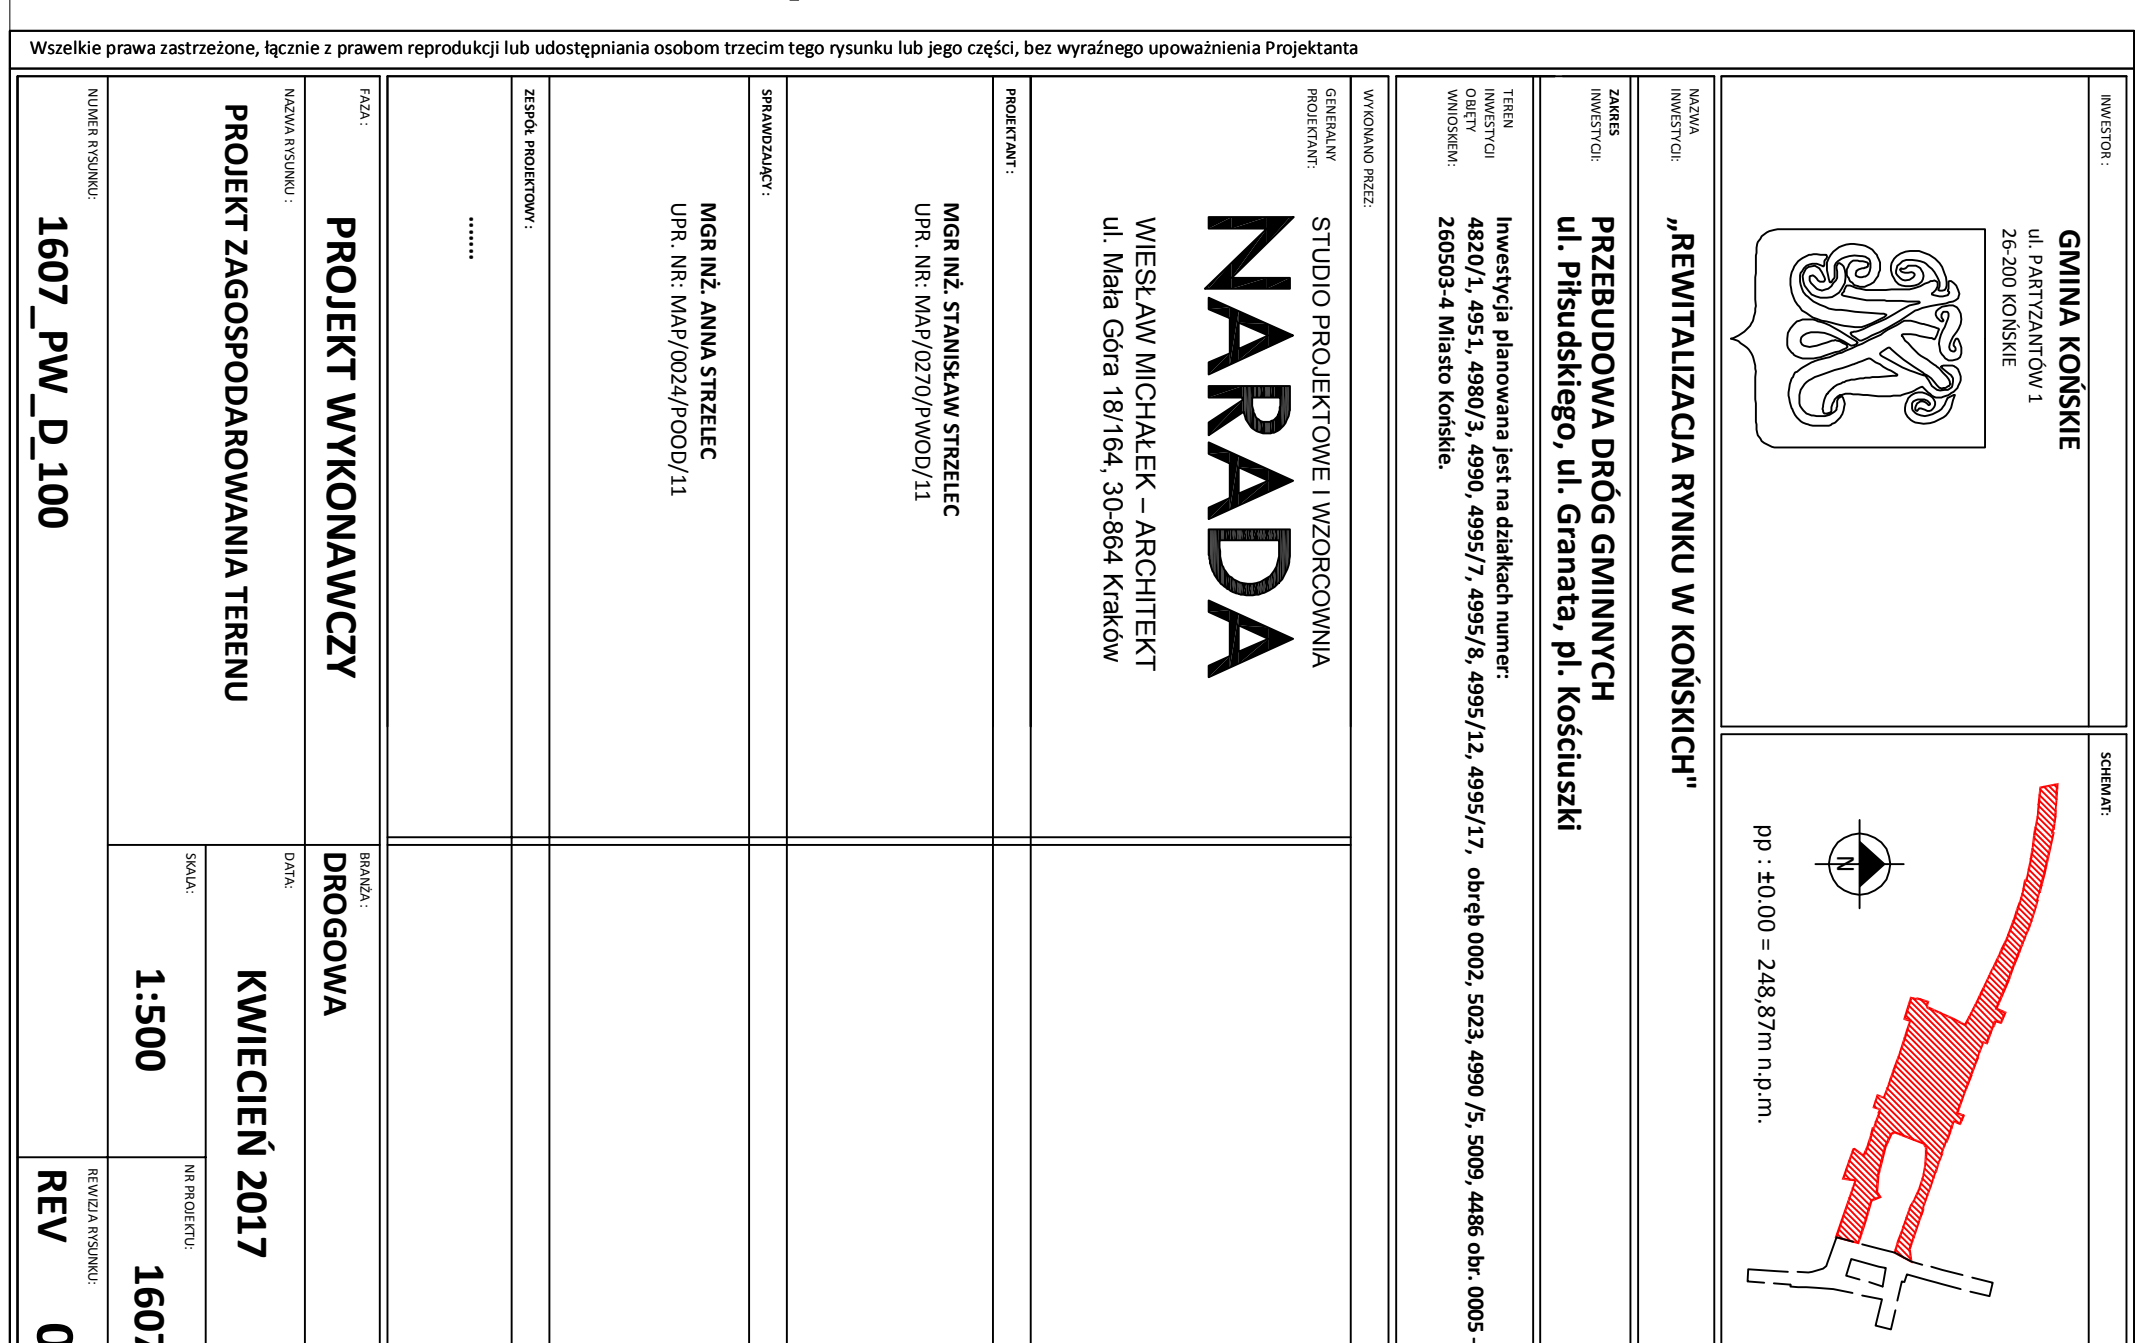 Wszelkie prawa zastrzeżone, łącznie z prawem reprodukcji lub udostępniania osobom trzecim tego rysunku lub jego części, bez wyraźnego upoważnienia Projektanta
INWESTOR :
GMINA KOŃSKIE
ul. PARTYZANTÓW 1
26-200 KOŃSKIE
SCHEMAT:
N
pp : ±0.00 = 248,87m n.p.m.
NAZWA
INWESTYCJI:
„REWITALIZACJA RYNKU W KOŃSKICH"
ZAKRES
INWESTYCJI:
PRZEBUDOWA DRÓG GMINNYCH
ul. Piłsudskiego, ul. Granata, pl. Kościuszki
TEREN
INWESTYCJI
OBJĘTY
WNIOSKIEM:
Inwestycja planowana jest na działkach numer:
4820/1, 4951, 4980/3, 4990, 4995/7, 4995/8, 4995/12, 4995/17, obręb 0002, 5023, 4990 /5, 5009, 4486 obr. 0005 -
260503-4 Miasto Końskie.
WYKONANO PRZEZ:
GENERALNY
PROJEKTANT:
STUDIO PROJEKTOWE I WZORCOWNIA
NARADA
WIESŁAW MICHAŁEK – ARCHITEKT
ul. Mała Góra 18/164, 30-864 Kraków
PROJEKTANT :
MGR INŻ. STANISŁAW STRZELEC
UPR. NR: MAP/0270/PWOD/11
SPRAWDZAJĄCY :
MGR INŻ. ANNA STRZELEC
UPR. NR: MAP/0024/POOD/11
ZESPÓŁ PROJEKTOWY :
.......
FAZA :
PROJEKT WYKONAWCZY
BRANŻA :
DROGOWA
NAZWA RYSUNKU :
PROJEKT ZAGOSPODAROWANIA TERENU
DATA:
KWIECIEŃ 2017
SKALA:
1:500
NR PROJEKTU:
1607
NUMER RYSUNKU:
1607_PW_D_100
REWIZJA RYSUNKU:
REV 0